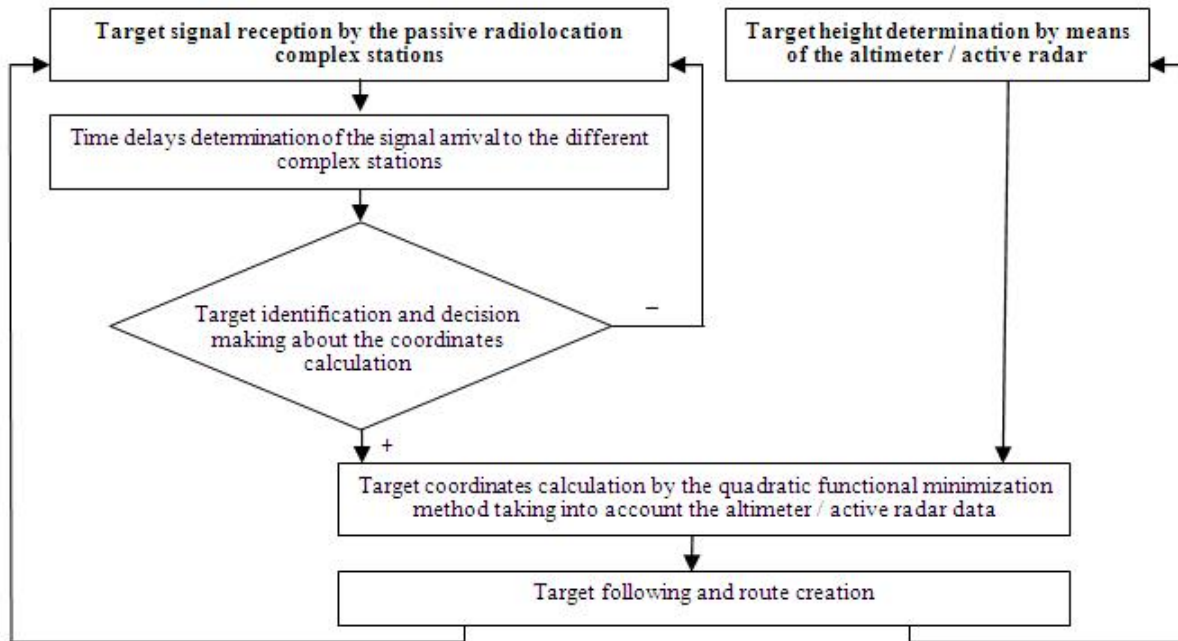 Target signal reception by the passive radiolocation
complex stations
Target height determination by means
of the altimeter / active radar
Time delays determination of the signal arrival to the different
complex stations
Target identification and decision
making about the coordinates
calculation
–
+
Target coordinates calculation by the quadratic functional minimization
method taking into account the altimeter / active radar data
Target following and route creation